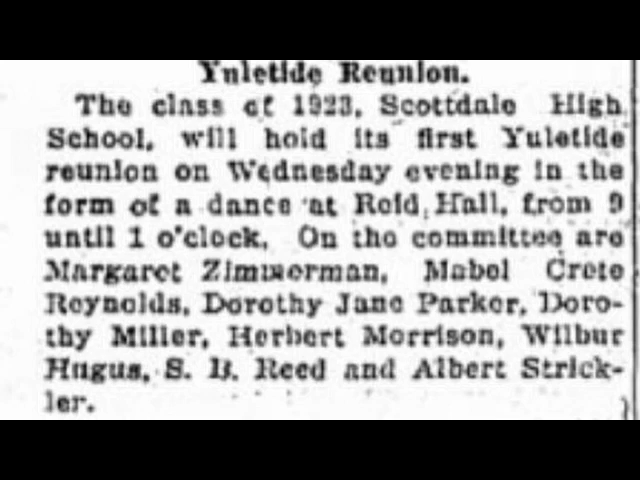 Yuletide Reunion.
The class of 1923, Scottdale High
School, will hold its first Yuletide
reunion on Wednesday evening in the
form of a dance at Reid Hall, from 9
until 1 o'clock. On the committee are
Margaret Zimmerman, Mabel Crete
Reynolds, Dorothy Jane Parker, Doro-
thy Miller, Herbert Morrison, Wilbur
Hugus, S. B. Reed and Albert Strick-
ler.